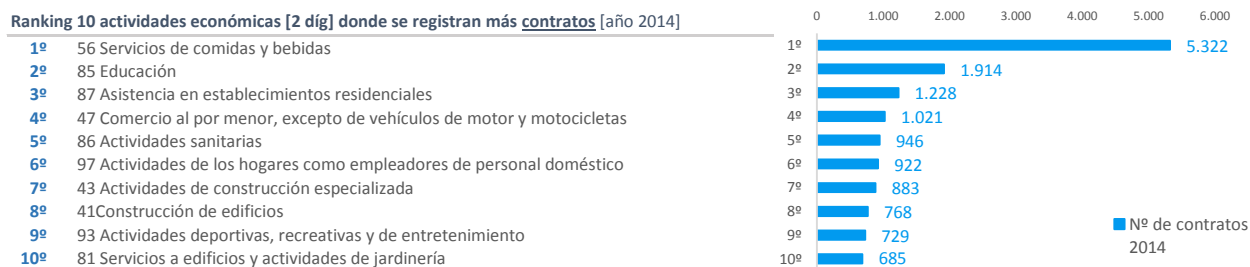 Ranking 10 actividades económicas [2 díg] donde se registran más contratos [año 2014]
1º 56 Servicios de comidas y bebidas
2º 85 Educación
3º 87 Asistencia en establecimientos residenciales
4º 47 Comercio al por menor, excepto de vehículos de motor y motocicletas
5º 86 Actividades sanitarias
6º 97 Actividades de los hogares como empleadores de personal doméstico
7º 43 Actividades de construcción especializada
8º 41Construcción de edificios
9º 93 Actividades deportivas, recreativas y de entretenimiento
10º 81 Servicios a edificios y actividades de jardinería
0 1.000 2.000 3.000 4.000 5.000 6.000
1º 5.322
2º 1.914
3º 1.228
4º 1.021
5º 946
6º 922
7º 883
8º 768
9º 729
10º 685
Nº de contratos
2014